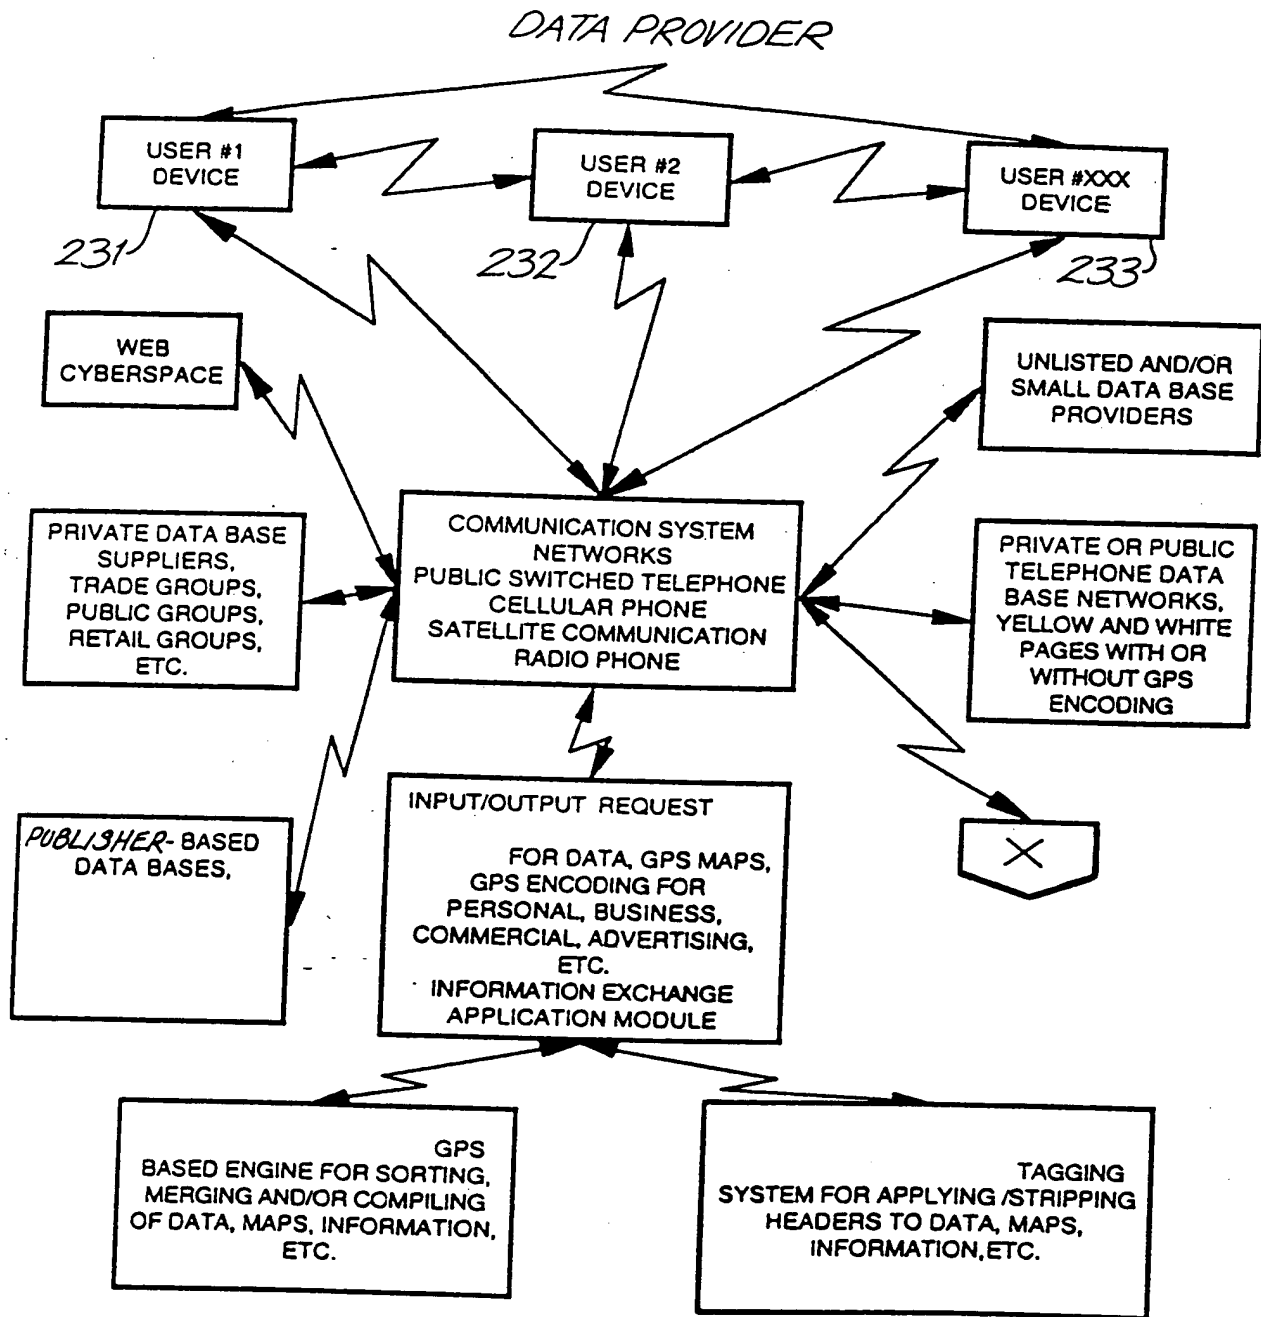 DATA PROVIDER
USER #1
DEVICE
USER #2
DEVICE
USER #XXX
DEVICE
231
232
233
WEB
CYBERSPACE
UNLISTED AND/OR
SMALL DATA BASE
PROVIDERS
PRIVATE DATA BASE
SUPPLIERS,
TRADE GROUPS,
PUBLIC GROUPS,
RETAIL GROUPS,
ETC.
COMMUNICATION SYSTEM
NETWORKS
PUBLIC SWITCHED TELEPHONE
CELLULAR PHONE
SATELLITE COMMUNICATION
RADIO PHONE
PRIVATE OR PUBLIC
TELEPHONE DATA
BASE NETWORKS,
YELLOW AND WHITE
PAGES WITH OR
WITHOUT GPS
ENCODING
PUBLISHER-BASED
DATA BASES,
INPUT/OUTPUT REQUEST
FOR DATA, GPS MAPS,
GPS ENCODING FOR
PERSONAL, BUSINESS,
COMMERCIAL, ADVERTISING,
ETC.
INFORMATION EXCHANGE
APPLICATION MODULE
X
GPS
BASED ENGINE FOR SORTING,
MERGING AND/OR COMPILING
OF DATA, MAPS, INFORMATION,
ETC.
TAGGING
SYSTEM FOR APPLYING /STRIPPING
HEADERS TO DATA, MAPS,
INFORMATION,ETC.